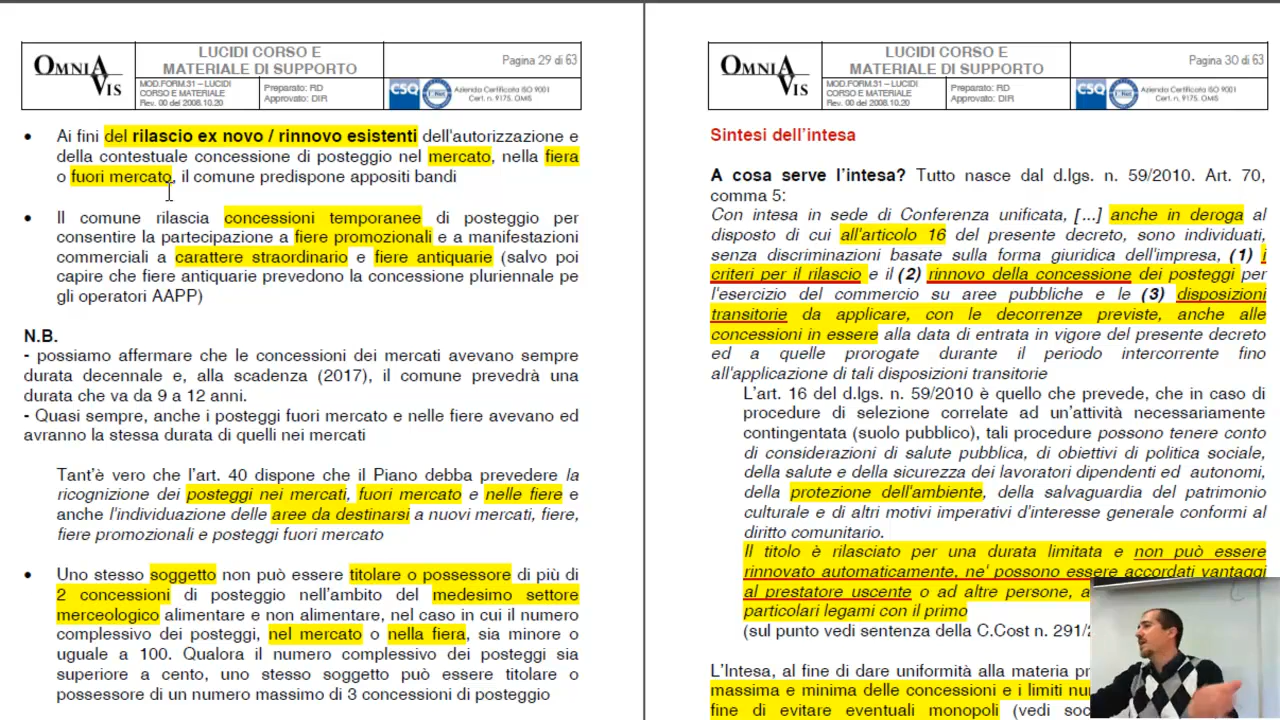 OMNIA VIS
LUCIDI CORSO E
MATERIALE DI SUPPORTO
Pagina 29 di 63
MOD.FORM.31 – LUCIDI
CORSO E MATERIALE
Rev. 00 del 2008.10.20
Preparato: RD
Approvato: DIR
CSQ
Azienda Certificata ISO 9001
Cert. n. 9175. OMIS
• Ai fini del rilascio ex novo / rinnovo esistenti dell'autorizzazione e
della contestuale concessione di posteggio nel mercato, nella fiera
o fuori mercato, il comune predispone appositi bandi
• Il comune rilascia concessioni temporanee di posteggio per
consentire la partecipazione a fiere promozionali e a manifestazioni
commerciali a carattere straordinario e fiere antiquarie (salvo poi
capire che fiere antiquarie prevedono la concessione pluriennale pe
gli operatori AAPP)
N.B.
- possiamo affermare che le concessioni dei mercati avevano sempre
durata decennale e, alla scadenza (2017), il comune prevedrà una
durata che va da 9 a 12 anni.
- Quasi sempre, anche i posteggi fuori mercato e nelle fiere avevano ed
avranno la stessa durata di quelli nei mercati
Tant'è vero che l'art. 40 dispone che il Piano debba prevedere la
ricognizione dei posteggi nei mercati, fuori mercato e nelle fiere e
anche l'individuazione delle aree da destinarsi a nuovi mercati, fiere,
fiere promozionali e posteggi fuori mercato
• Uno stesso soggetto non può essere titolare o possessore di più di
2 concessioni di posteggio nell'ambito del medesimo settore
merceologico alimentare e non alimentare, nel caso in cui il numero
complessivo dei posteggi, nel mercato o nella fiera, sia minore o
uguale a 100. Qualora il numero complessivo dei posteggi sia
superiore a cento, uno stesso soggetto può essere titolare o
possessore di un numero massimo di 3 concessioni di posteggio
OMNIA VIS
LUCIDI CORSO E
MATERIALE DI SUPPORTO
Pagina 30 di 63
MOD.FORM.31 – LUCIDI
CORSO E MATERIALE
Rev. 00 del 2008.10.20
Preparato: RD
Approvato: DIR
CSQ
Azienda Certificata ISO 9001
Cert. n. 9175. OMIS
Sintesi dell'intesa
A cosa serve l'intesa? Tutto nasce dal d.lgs. n. 59/2010. Art. 70,
comma 5:
Con intesa in sede di Conferenza unificata, [...] anche in deroga al
disposto di cui all'articolo 16 del presente decreto, sono individuati,
senza discriminazioni basate sulla forma giuridica dell'impresa, (1) i
criteri per il rilascio e il (2) rinnovo della concessione dei posteggi per
l'esercizio del commercio su aree pubbliche e le (3) disposizioni
transitorie da applicare, con le decorrenze previste, anche alle
concessioni in essere alla data di entrata in vigore del presente decreto
ed a quelle prorogate durante il periodo intercorrente fino
all'applicazione di tali disposizioni transitorie
L'art. 16 del d.lgs. n. 59/2010 è quello che prevede, che in caso di
procedure di selezione correlate ad un'attività necessariamente
contingentata (suolo pubblico), tali procedure possono tenere conto
di considerazioni di salute pubblica, di obiettivi di politica sociale,
della salute e della sicurezza dei lavoratori dipendenti ed autonomi,
della protezione dell'ambiente, della salvaguardia del patrimonio
culturale e di altri motivi imperativi d'interesse generale conformi al
diritto comunitario.
Il titolo è rilasciato per una durata limitata e non può essere
rinnovato automaticamente, ne' possono essere accordati vantaggi
al prestatore uscente o ad altre persone, a
particolari legami con il primo
(sul punto vedi sentenza della C.Cost n. 291/2
L'Intesa, al fine di dare uniformità alla materia pr
massima e minima delle concessioni e i limiti nu
fine di evitare eventuali monopoli (vedi soc